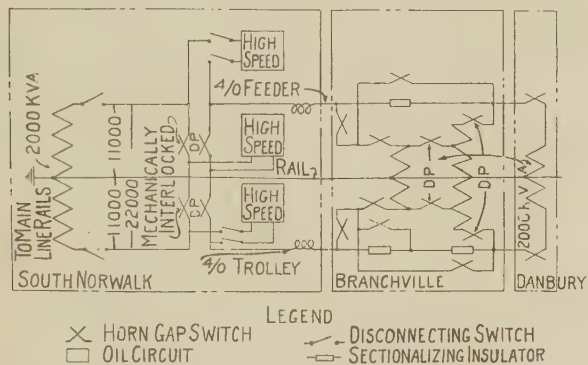 HIGH
SPEED
4/0 FEEDER
2000 KVA
11000
11000
22000
MECHANICALLY
INTERLOCKED
DP
DP
HIGH
SPEED
RAIL
HIGH
SPEED
TO MAIN
LINE RAILS
4/0 TROLLEY
DP
DP
2000 KVA
SOUTH NORWALK
BRANCHVILLE
DANBURY
LEGEND
HORN GAP SWITCH
DISCONNECTING SWITCH
OIL CIRCUIT
SECTIONALIZING INSULATOR